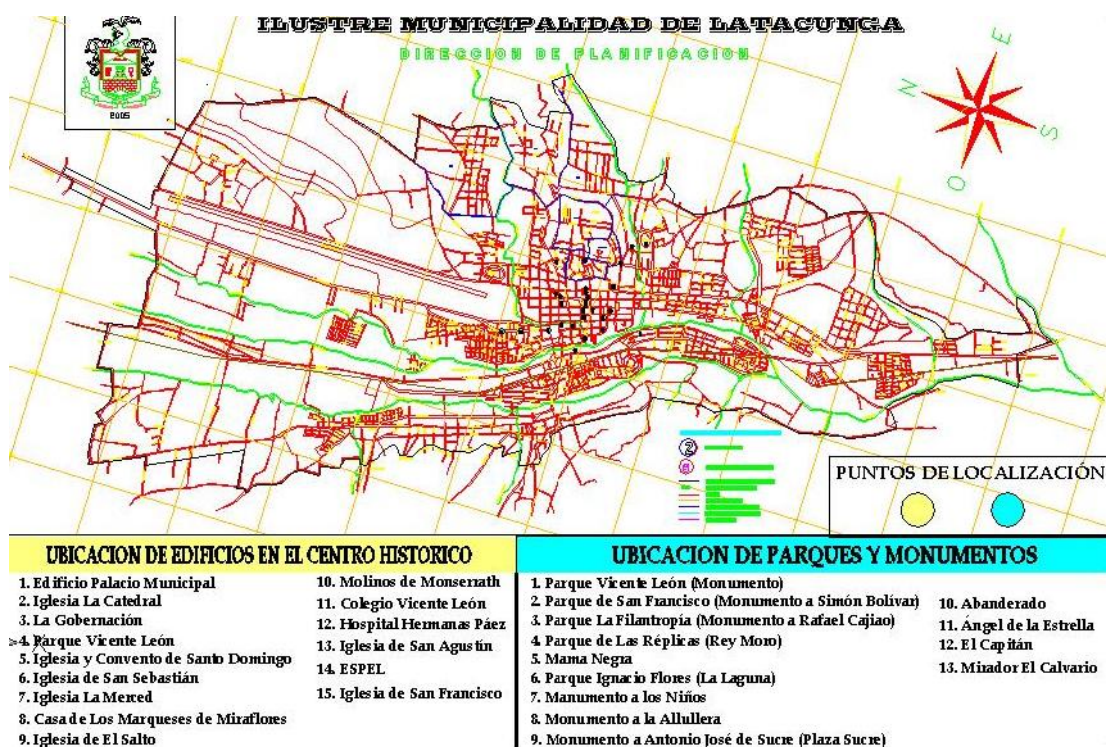 ILUSTRE MUNICIPALIDAD DE LATACUNGA
DIRECCION DE PLANIFICACION
2005
N
E
S
O
2
PUNTOS DE LOCALIZACIÓN
UBICACION DE EDIFICIOS EN EL CENTRO HISTORICO
1. Edificio Palacio Municipal
2. Iglesia La Catedral
3. La Gobernación
4. Parque Vicente León
5. Iglesia y Convento de Santo Domingo
6. Iglesia de San Sebastián
7. Iglesia La Merced
8. Casa de Los Marqueses de Miraflores
9. Iglesia de El Salto
10. Molinos de Monserrath
11. Colegio Vicente León
12. Hospital Hermanas Páez
13. Iglesia de San Agustín
14. ESPEL
15. Iglesia de San Francisco
UBICACION DE PARQUES Y MONUMENTOS
1. Parque Vicente León (Monumento)
2. Parque de San Francisco (Monumento a Simón Bolívar)
3. Parque La Filantropía (Monumento a Rafael Cajiao)
4. Parque de Las Réplicas (Rey Moro)
5. Mama Negra
6. Parque Ignacio Flores (La Laguna)
7. Manumento a los Niños
8. Monumento a la Allullera
9. Monumento a Antonio José de Sucre (Plaza Sucre)
10. Abanderado
11. Ángel de la Estrella
12. El Capitán
13. Mirador El Calvario